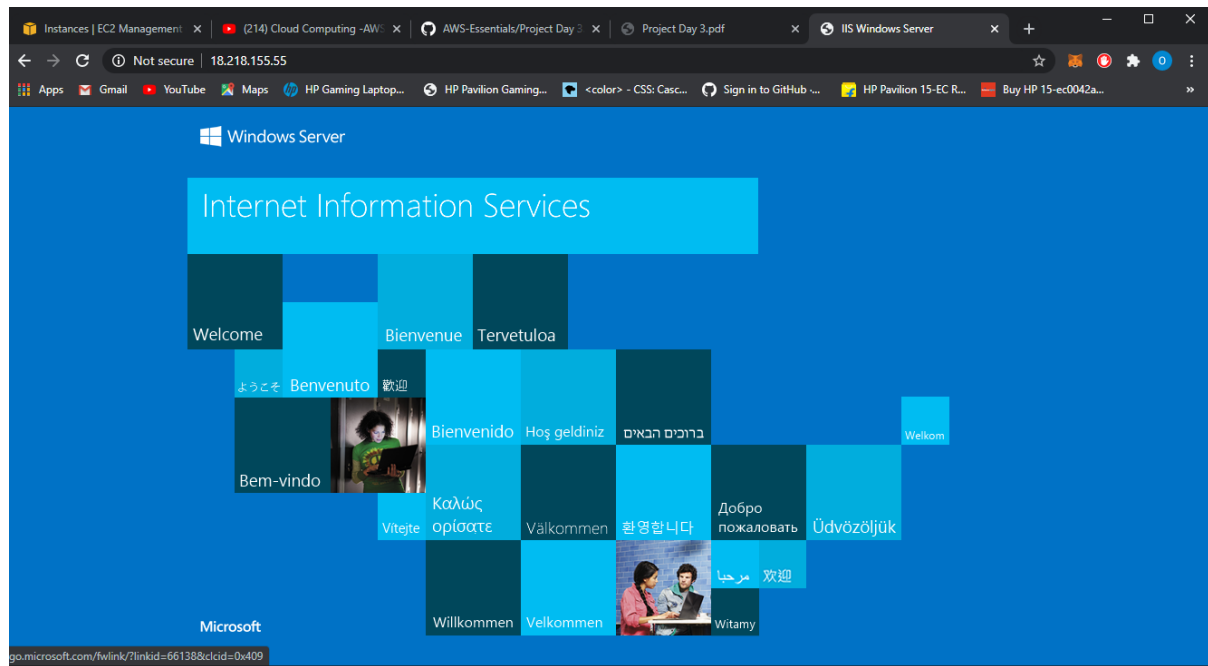 Instances | EC2 Management
(214) Cloud Computing -AWS
AWS-Essentials/Project Day 3
Project Day 3.pdf
IIS Windows Server
Not secure | 18.218.155.55
Apps
Gmail
YouTube
Maps
HP Gaming Laptop...
HP Pavilion Gaming...
<color> - CSS: Casc...
Sign in to GitHub ·...
HP Pavilion 15-EC R...
Buy HP 15-ec0042a...
»
O
Windows Server
Internet Information Services
Welcome
Bienvenue
Tervetuloa
ようこそ
Benvenuto
歡迎
Bienvenido
Hoş geldiniz
ברוכים הבאים
Welkom
Bem-vindo
Vítejte
Καλώς
ορίσατε
Välkommen
환영합니다
Добро
пожаловать
Üdvözöljük
مرحبا
欢迎
Willkommen
Velkommen
Witamy
Microsoft
go.microsoft.com/fwlink/?linkid=66138&clcid=0x409